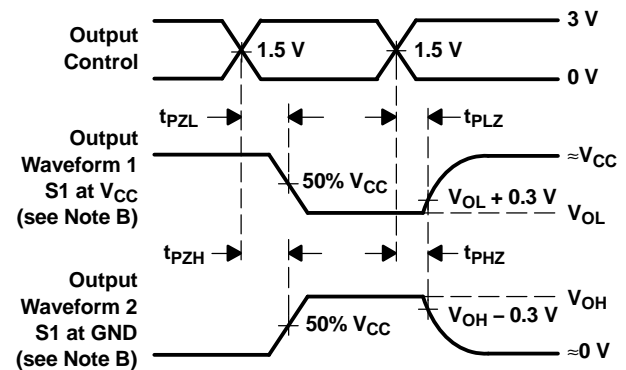 Output
Control
1.5 V
1.5 V
3 V
0 V
tPZL
tPLZ
Output
Waveform 1
S1 at VCC
(see Note B)
50% VCC
VOL + 0.3 V
≈VCC
VOL
tPZH
tPHZ
Output
Waveform 2
S1 at GND
(see Note B)
50% VCC
VOH − 0.3 V
VOH
≈0 V